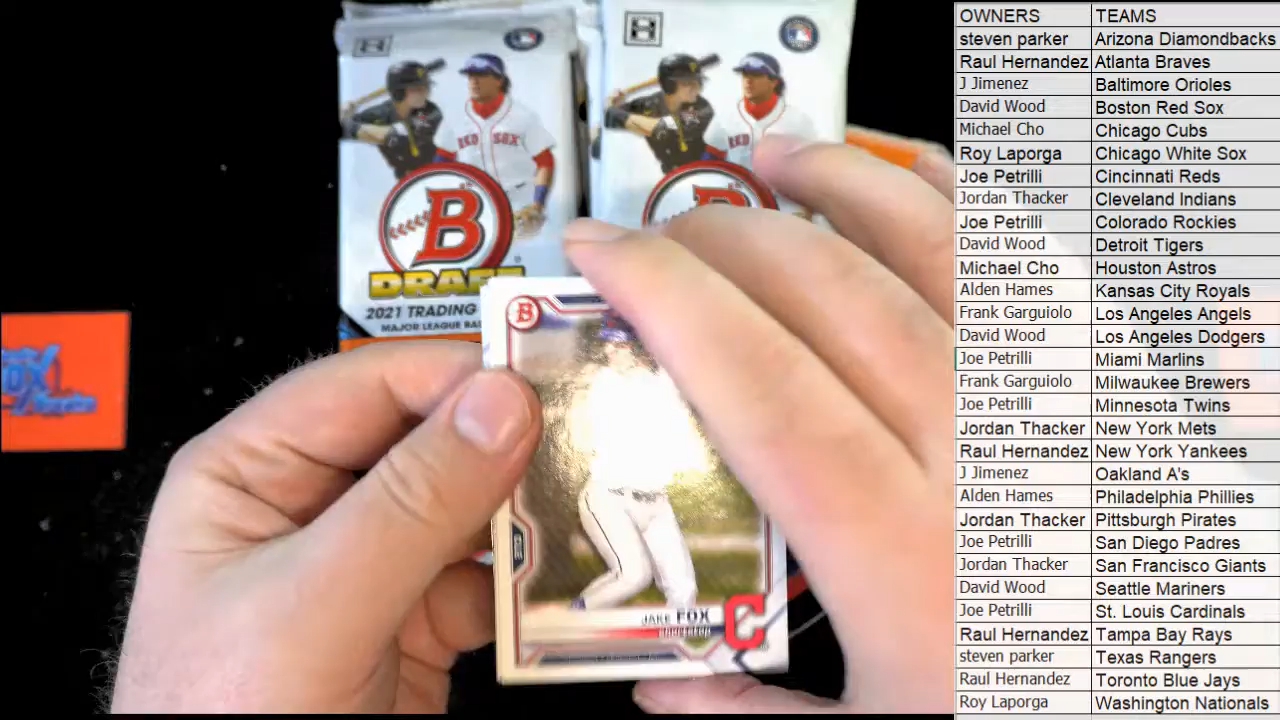 OWNERS TEAMS
steven parker Arizona Diamondbacks
Raul Hernandez Atlanta Braves
J Jimenez Baltimore Orioles
David Wood Boston Red Sox
Michael Cho Chicago Cubs
Roy Laporga Chicago White Sox
Joe Petrilli Cincinnati Reds
Jordan Thacker Cleveland Indians
Joe Petrilli Colorado Rockies
David Wood Detroit Tigers
Michael Cho Houston Astros
Alden Hames Kansas City Royals
Frank Garguiolo Los Angeles Angels
David Wood Los Angeles Dodgers
Joe Petrilli Miami Marlins
Frank Garguiolo Milwaukee Brewers
Joe Petrilli Minnesota Twins
Jordan Thacker New York Mets
Raul Hernandez New York Yankees
J Jimenez Oakland A's
Alden Hames Philadelphia Phillies
Jordan Thacker Pittsburgh Pirates
Joe Petrilli San Diego Padres
Jordan Thacker San Francisco Giants
David Wood Seattle Mariners
Joe Petrilli St. Louis Cardinals
Raul Hernandez Tampa Bay Rays
steven parker Texas Rangers
Raul Hernandez Toronto Blue Jays
Roy Laporga Washington Nationals
H
H
RED SOX
RED
B
DRAFT
2021 TRADING
MAJOR LEAGUE
B
JAKE FOX
C